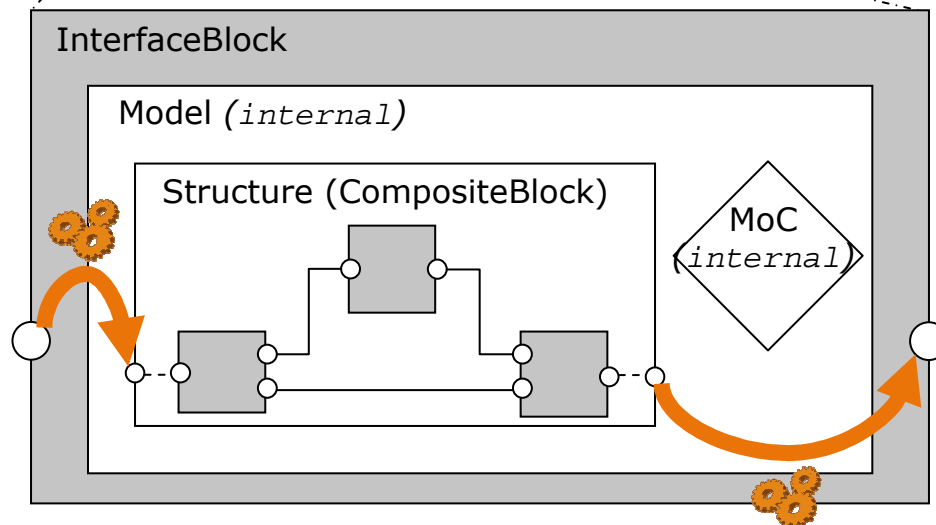 InterfaceBlock
Model (internal)
Structure (CompositeBlock)
MoC
(internal)